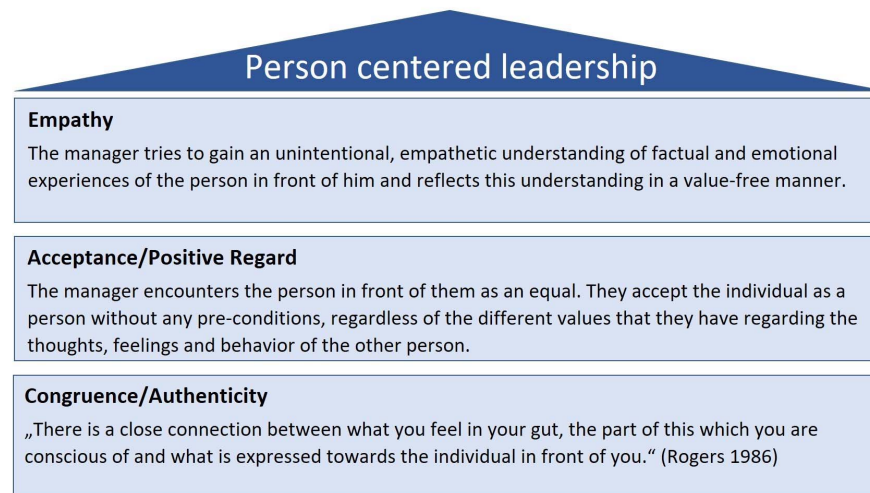 Person centered leadership
Empathy
The manager tries to gain an unintentional, empathetic understanding of factual and emotional
experiences of the person in front of him and reflects this understanding in a value-free manner.
Acceptance/Positive Regard
The manager encounters the person in front of them as an equal. They accept the individual as a
person without any pre-conditions, regardless of the different values that they have regarding the
thoughts, feelings and behavior of the other person.
Congruence/Authenticity
„There is a close connection between what you feel in your gut, the part of this which you are
conscious of and what is expressed towards the individual in front of you.“ (Rogers 1986)